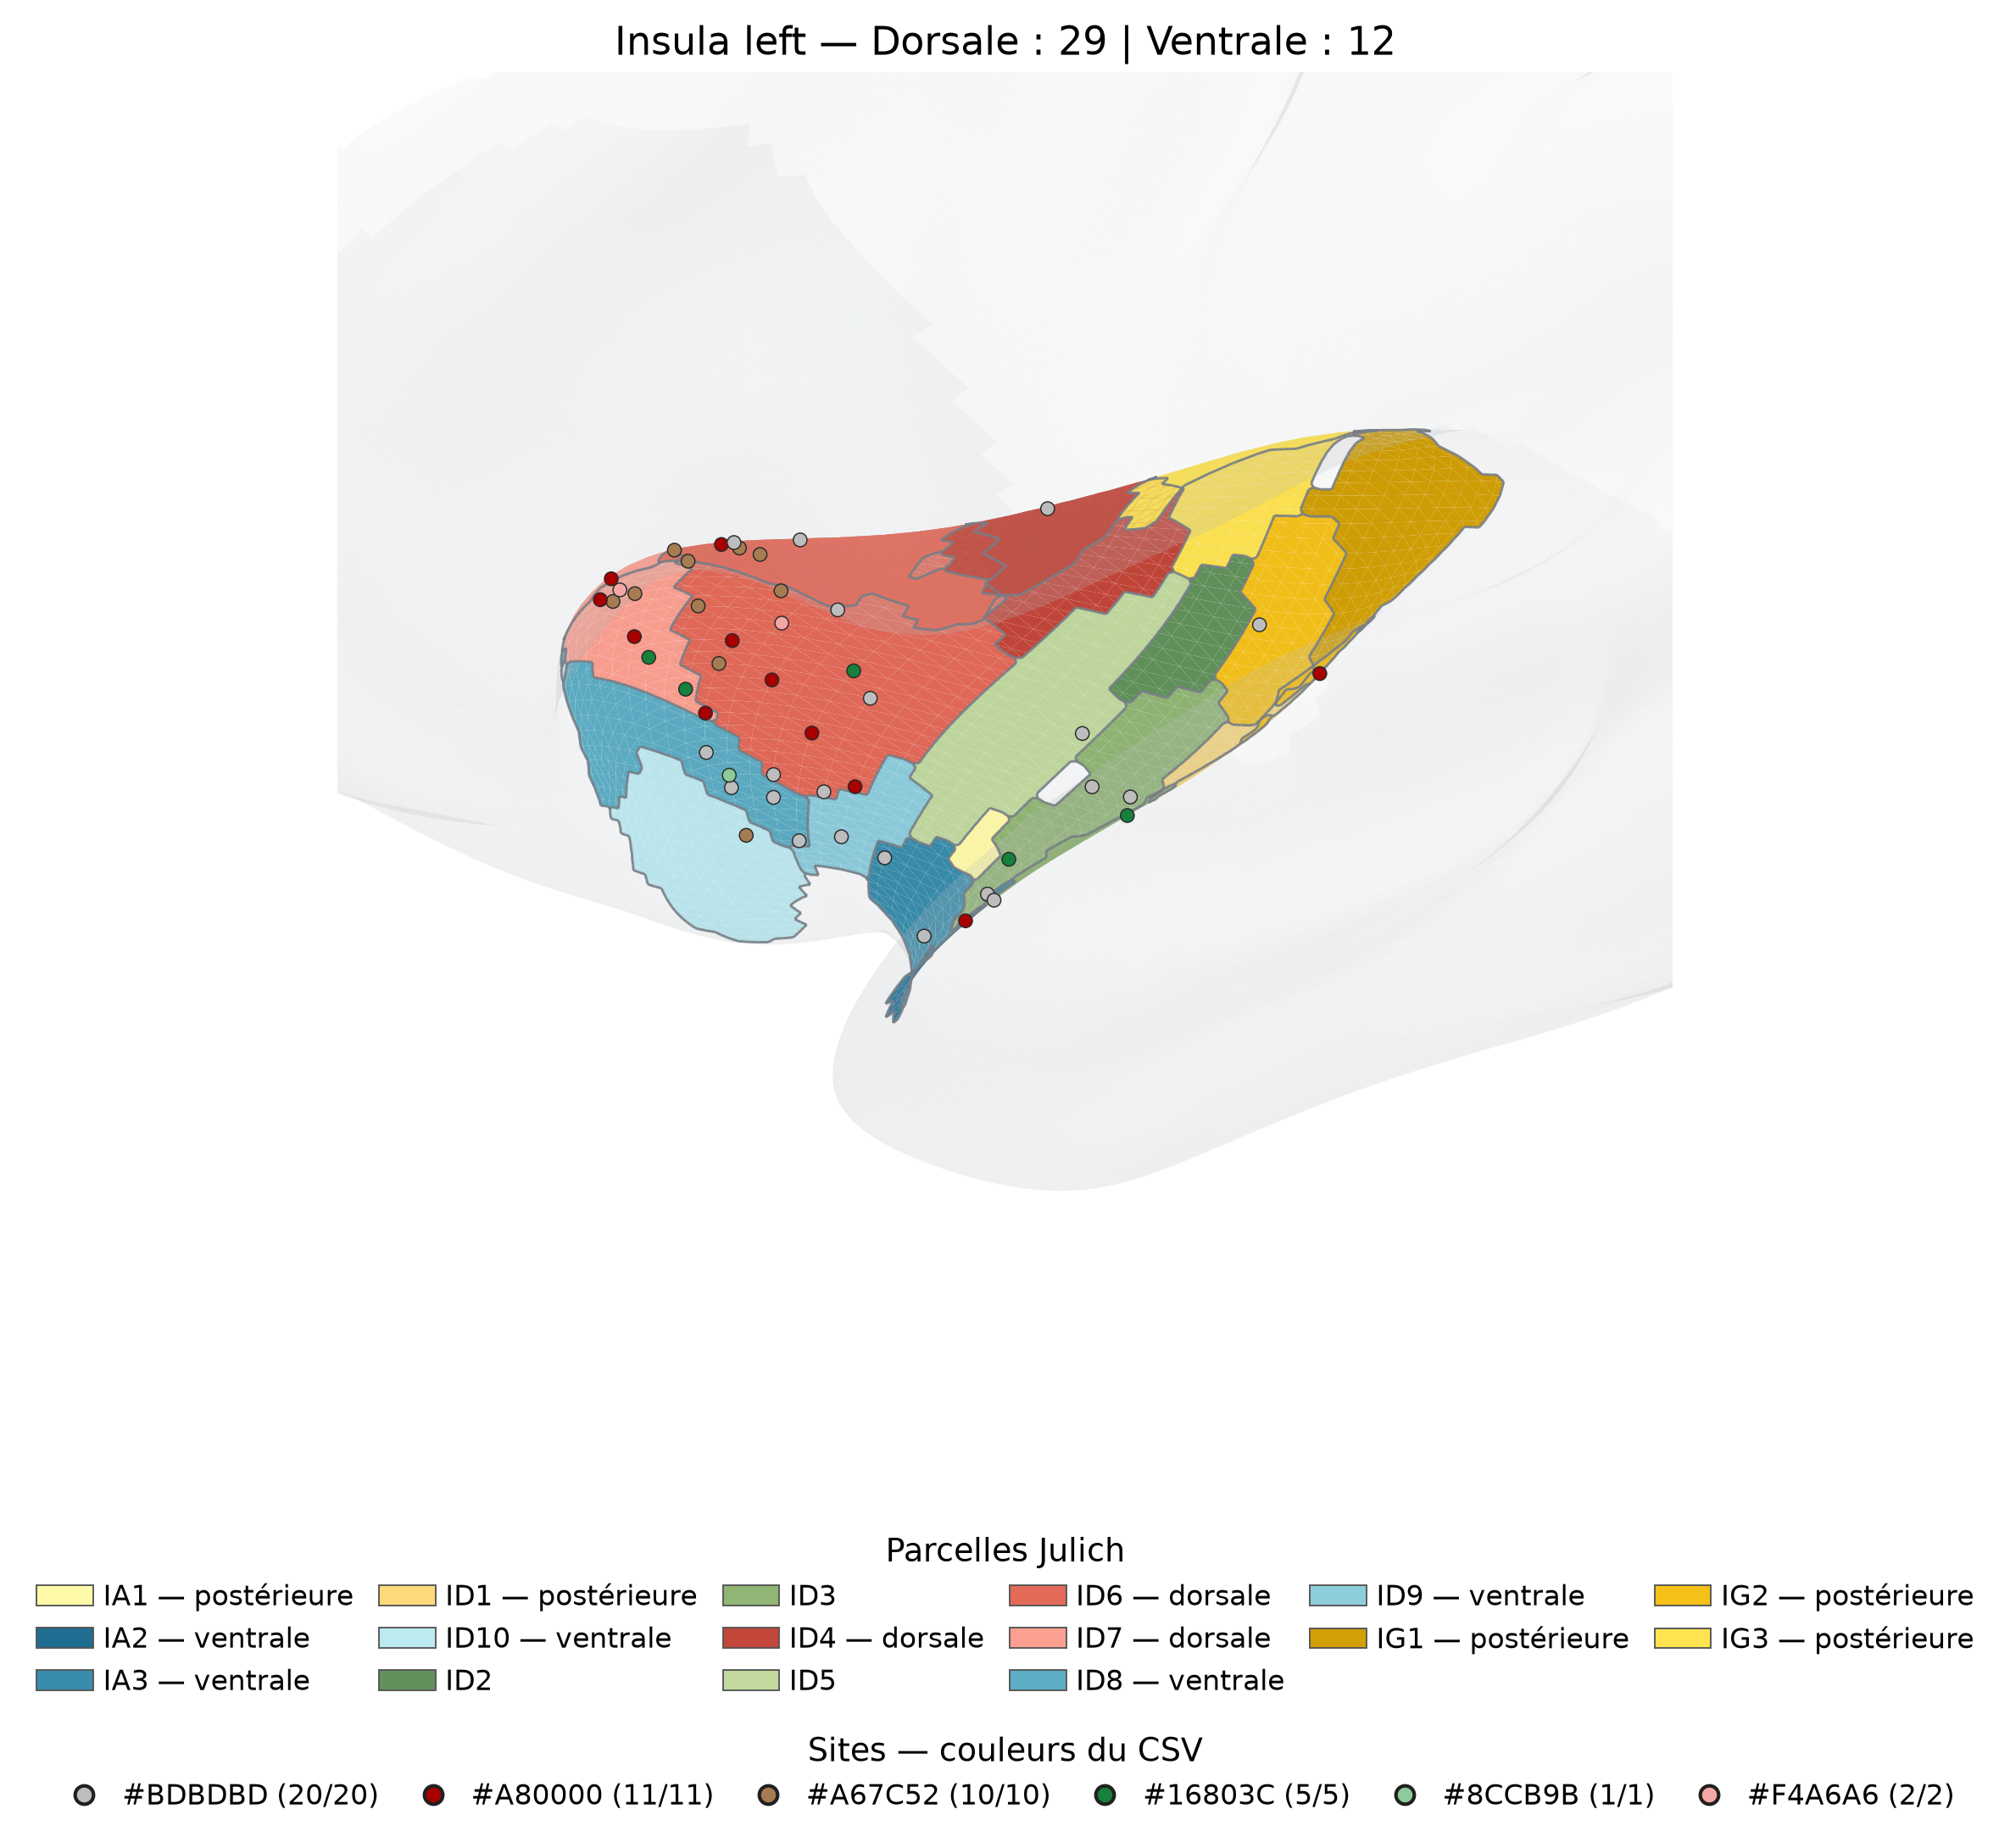 Insula left — Dorsale : 29 | Ventrale : 12
Parcelles Julich
IA1 — postérieure ID1 — postérieure ID3 ID6 — dorsale ID9 — ventrale IG2 — postérieure
IA2 — ventrale ID10 — ventrale ID4 — dorsale ID7 — dorsale IG1 — postérieure IG3 — postérieure
IA3 — ventrale ID2 ID5 ID8 — ventrale
Sites — couleurs du CSV
#BDBDBD (20/20) #A80000 (11/11) #A67C52 (10/10) #16803C (5/5) #8CCB9B (1/1) #F4A6A6 (2/2)